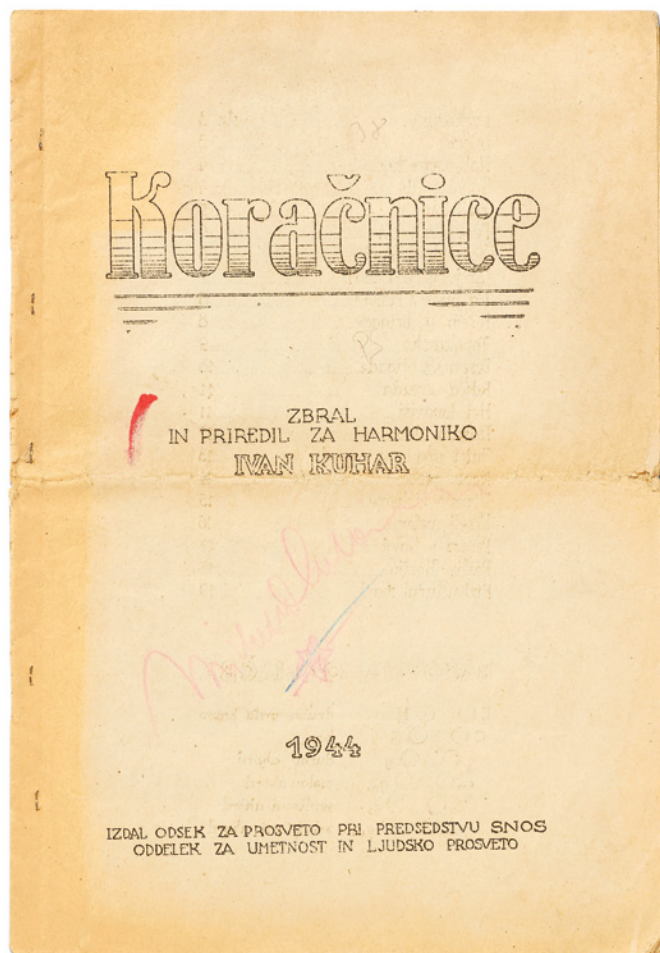 Koračnice
ZBRAL
IN PRIREDIL ZA HARMONIKO
IVAN KUHAR
1944
IZDAL ODSEK ZA PROSVETO PRI PREDSEDSTVU SNOS
ODDELEK ZA UMETNOST IN LJUDSKO PROSVETO